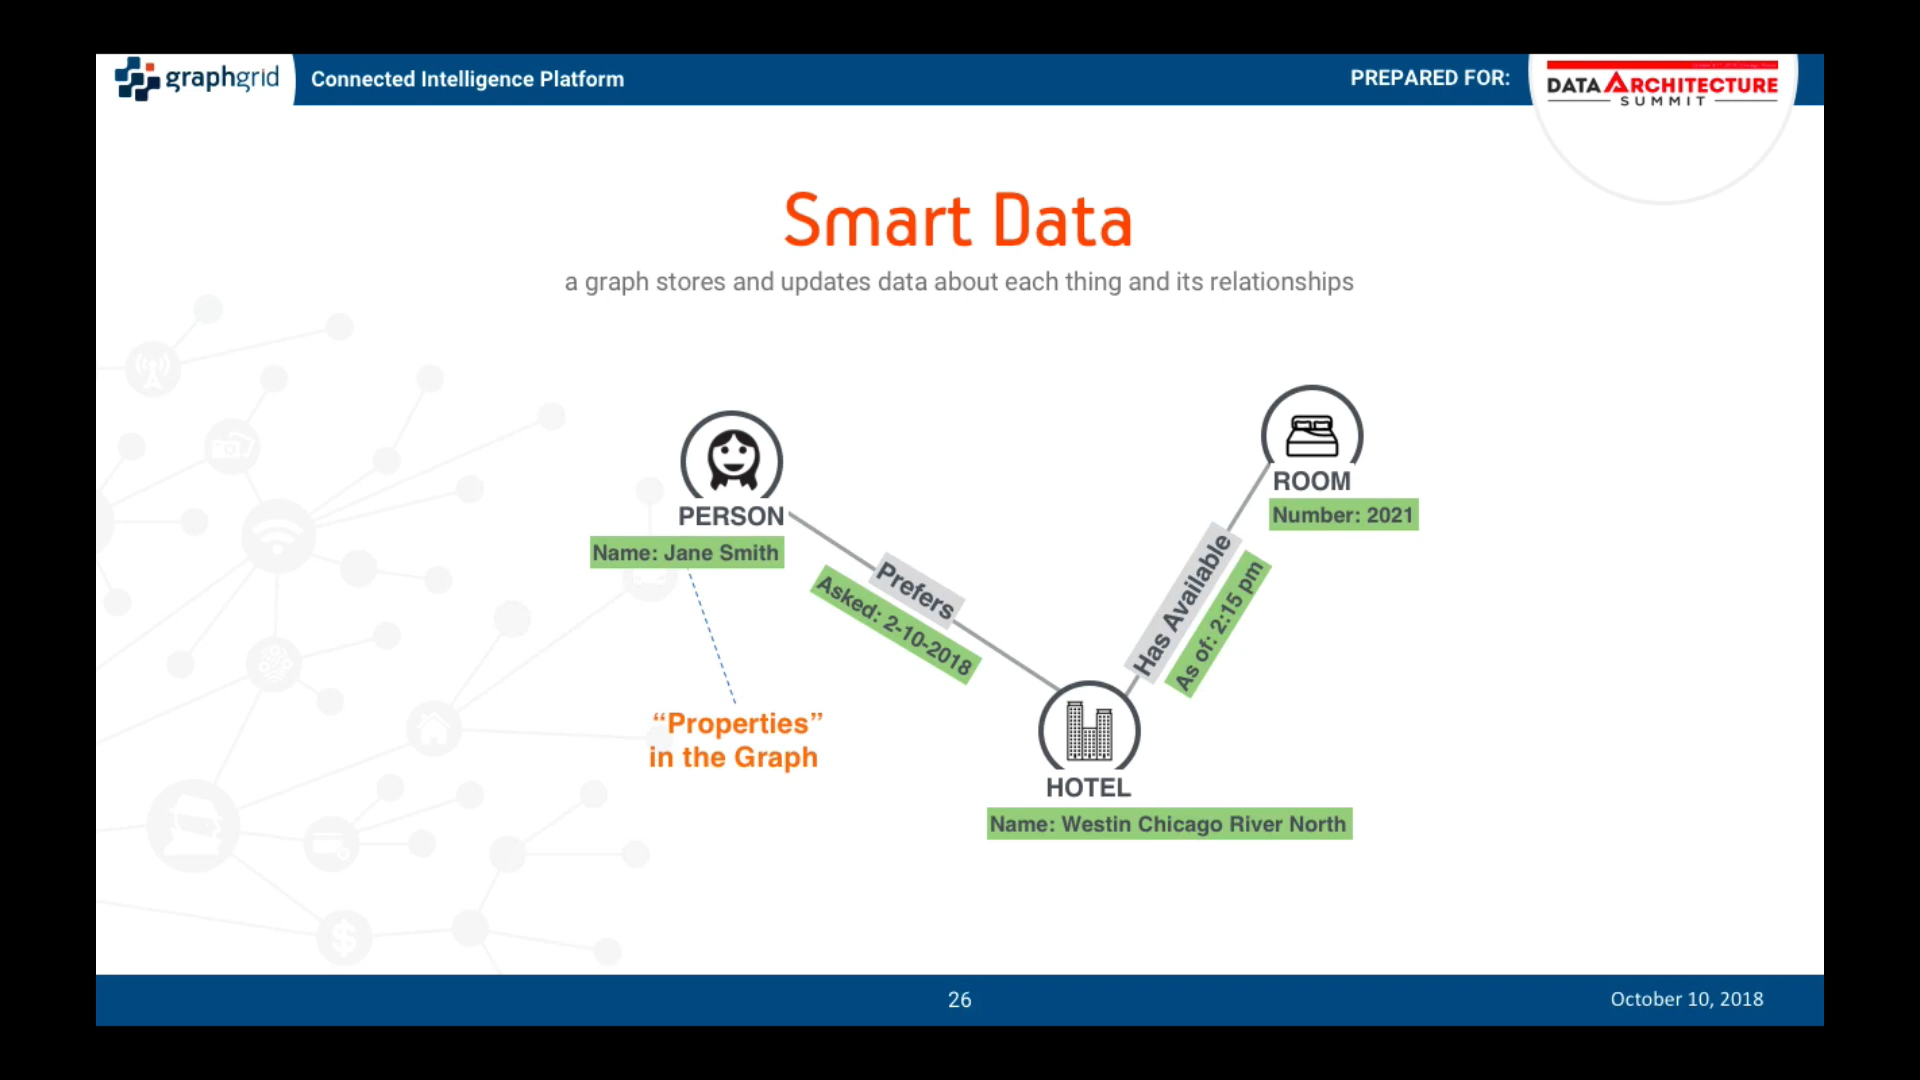 graphgrid
Connected Intelligence Platform
PREPARED FOR:
DATA ARCHITECTURE
SUMMIT
Smart Data
a graph stores and updates data about each thing and its relationships
PERSON
Name: Jane Smith
Prefers
Asked: 2-10-2018
ROOM
Number: 2021
Has Available
As of: 2:15 pm
“Properties”
in the Graph
HOTEL
Name: Westin Chicago River North
26
October 10, 2018